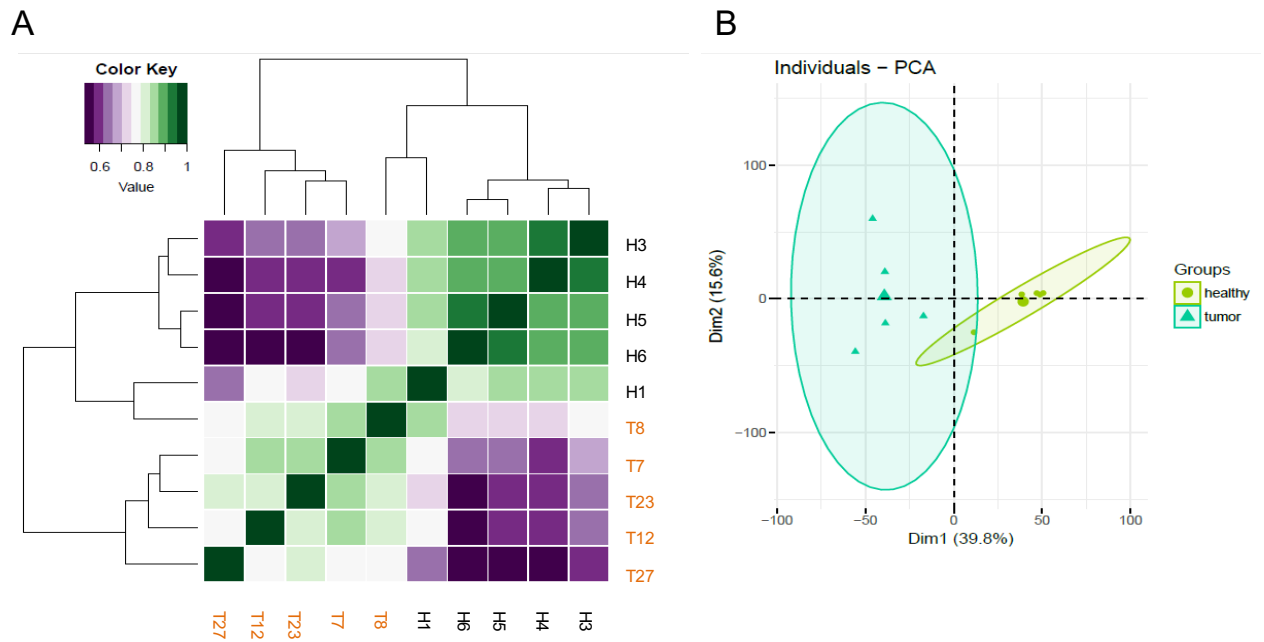 A
B
Color Key
0.6 0.8 1
Value
H3
H4
H5
H6
H1
T8
T7
T23
T12
T27
T27 T12 T23 T7 T8 H1 H6 H5 H4 H3
Individuals − PCA
Dim2 (15.6%)
100
0
−100
−100 −50 0 50 100
Dim1 (39.8%)
Groups
healthy
tumor